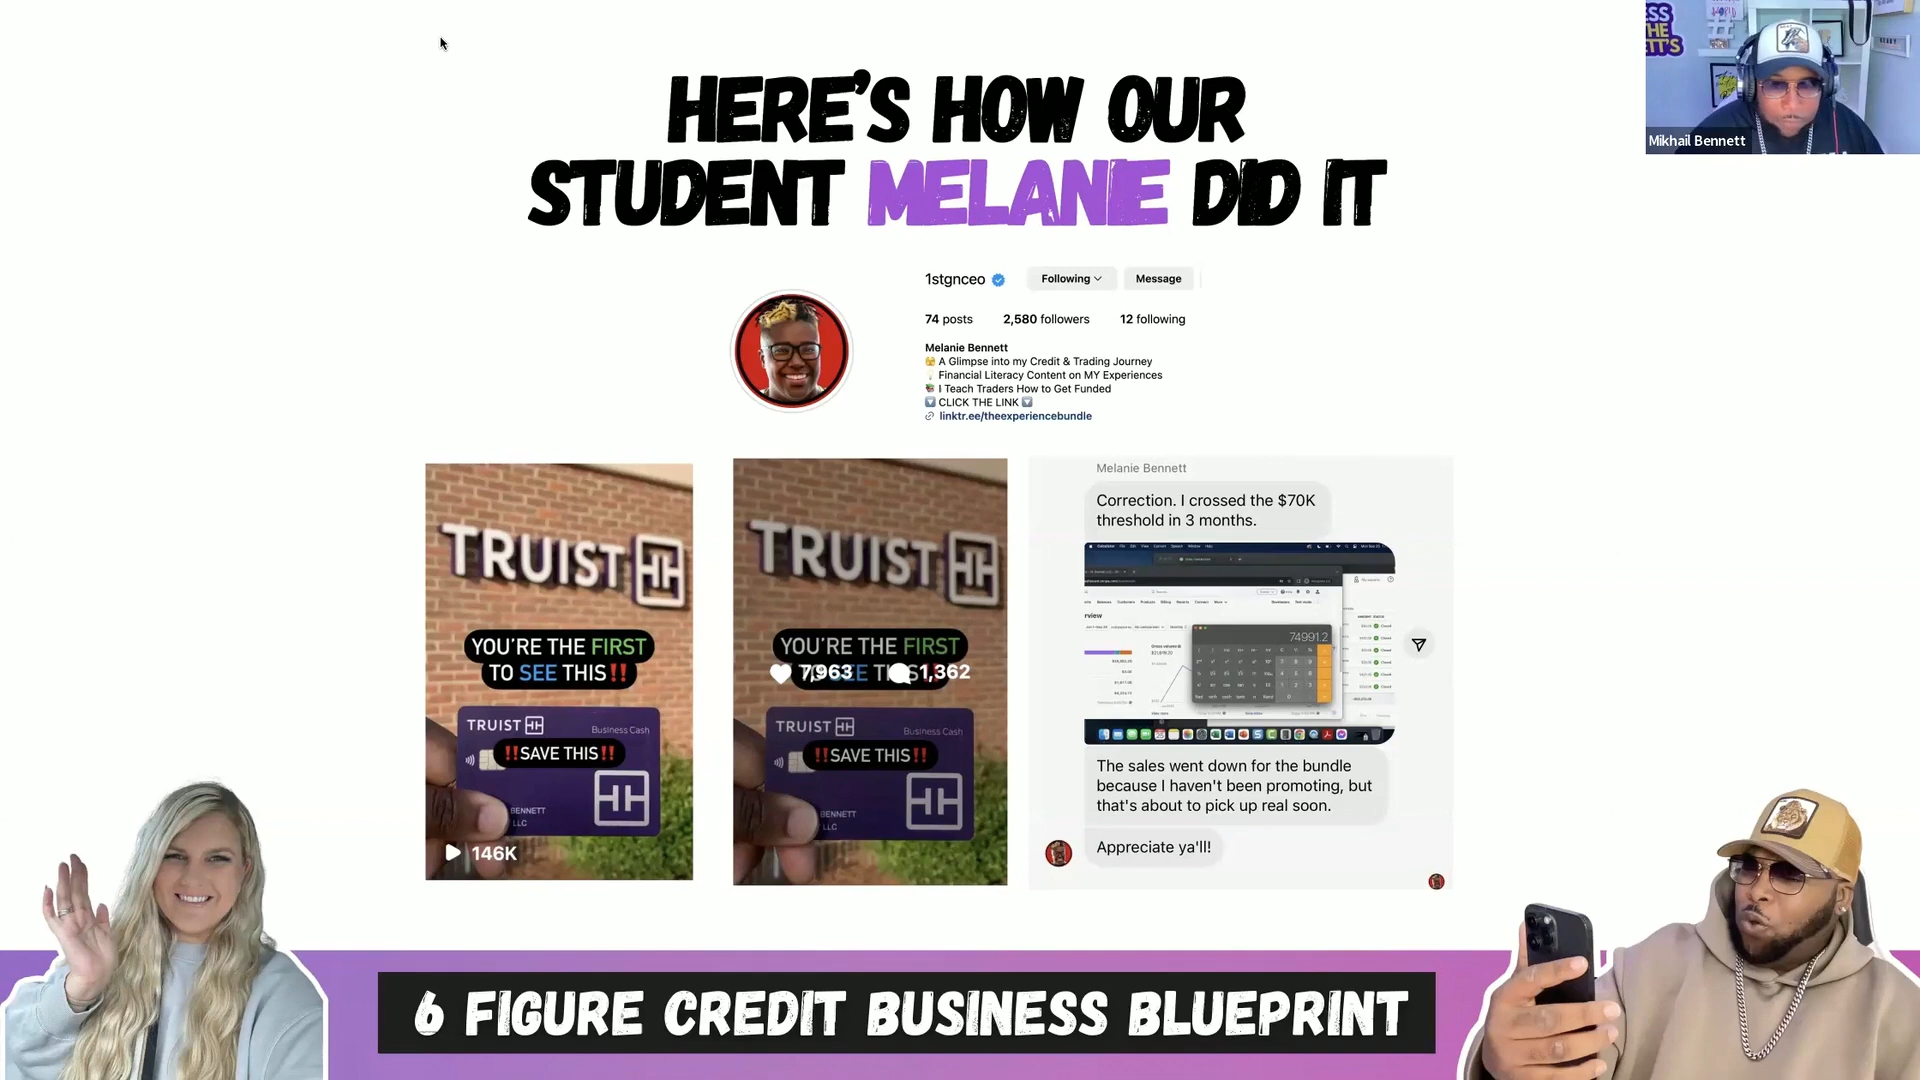 HERE'S HOW OUR
STUDENT MELANIE DID IT
Mikhail Bennett
1stgnceo
Following
Message
74 posts
2,580 followers
12 following
Melanie Bennett
A Glimpse into my Credit & Trading Journey
Financial Literacy Content on MY Experiences
I Teach Traders How to Get Funded
CLICK THE LINK
linktr.ee/theexperiencebundle
TRUIST
YOU'RE THE FIRST
TO SEE THIS‼
TRUIST
Business Cash
‼SAVE THIS‼
BENNETT
LLC
146K
TRUIST
YOU'RE THE FIRST
TO SEE THIS‼
7,963
1,362
TRUIST
Business Cash
‼SAVE THIS‼
BENNETT
LLC
Melanie Bennett
Correction. I crossed the $70K
threshold in 3 months.
74991.2
The sales went down for the bundle
because I haven't been promoting, but
that's about to pick up real soon.
Appreciate ya'll!
6 FIGURE CREDIT BUSINESS BLUEPRINT